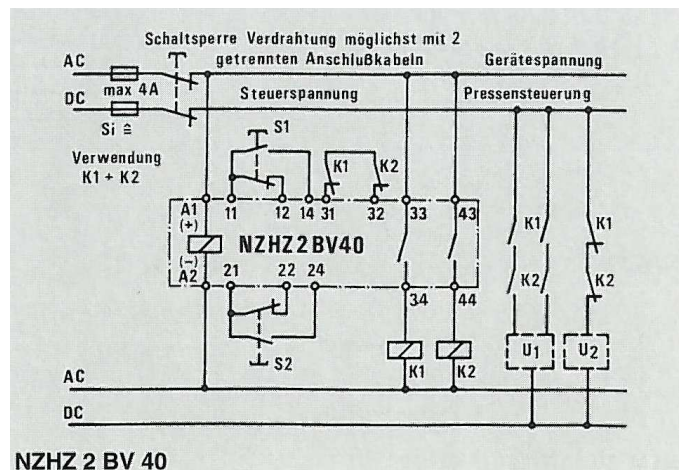 Schaltsperre Verdrahtung möglichst mit 2
getrennten Anschlußkabeln
Gerätespannung
AC
max 4A
DC
Steuerspannung
Pressensteuerung
Si ≙
S1
Verwendung
K1 + K2
K1
K2
A1
(+)
11
12
14
31
32
33
43
NZHZ 2 BV40
K1
K1
(–)
A2
21
22
24
34
44
K2
K2
S2
K1
K2
U1
U2
AC
DC
NZHZ 2 BV 40